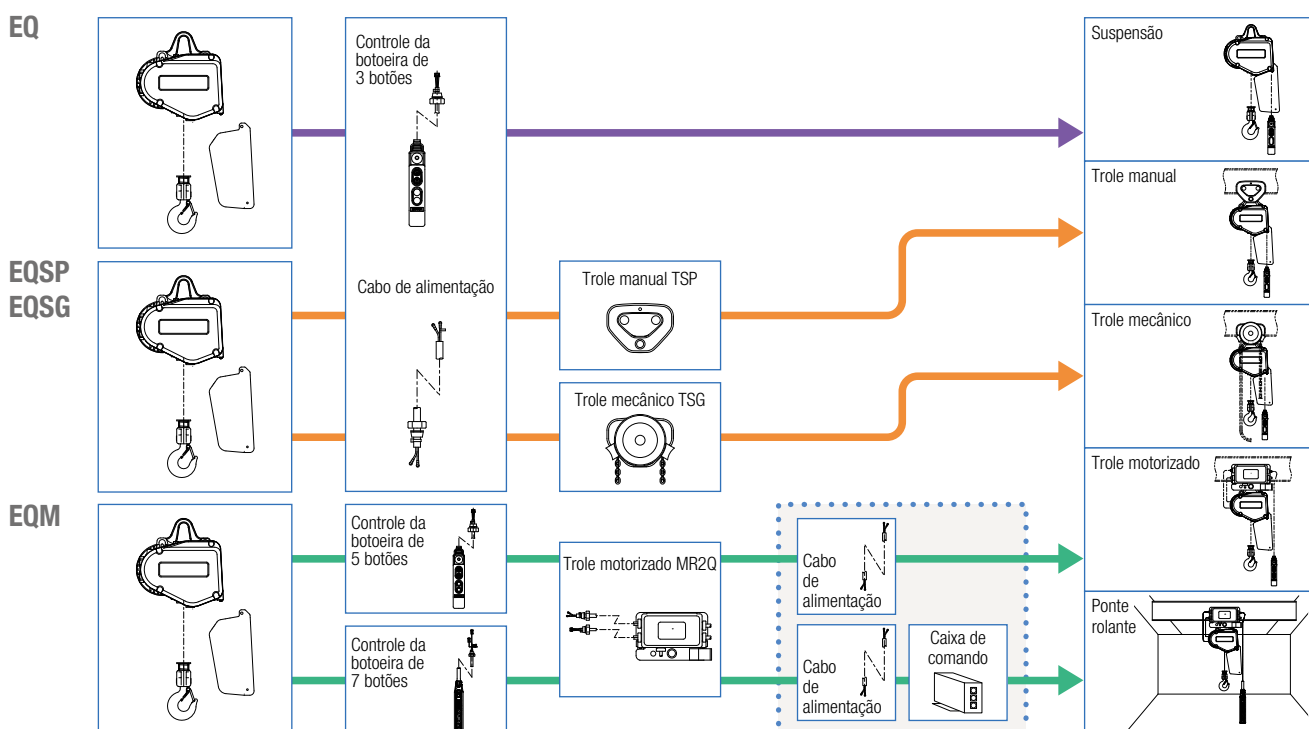 EQ
Controle da
botoeira de
3 botões
Suspensão
Trole manual
EQSP
EQSG
Cabo de alimentação
Trole manual TSP
Trole mecânico TSG
Trole mecânico
EQM
Controle da
botoeira de
5 botões
Trole motorizado MR2Q
Cabo
de
alimentação
Trole motorizado
Controle da
botoeira de
7 botões
Cabo
de
alimentação
Caixa de
comando
Ponte
rolante